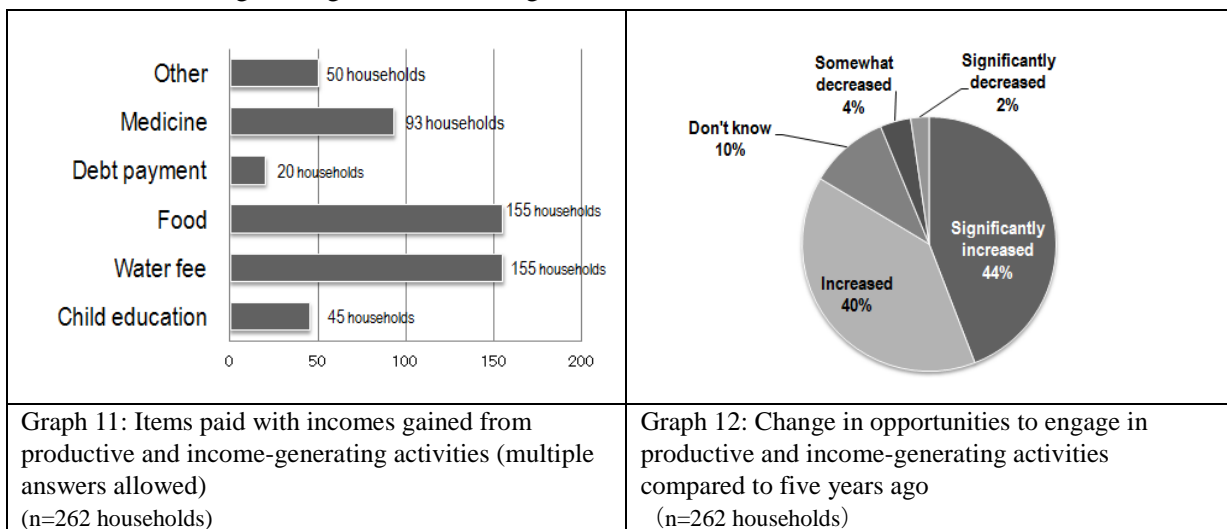 Other
50 households
Medicine
93 households
Debt payment
20 households
Food
155 households
Water fee
155 households
Child education
45 households
0 50 100 150 200
Somewhat
decreased
4%
Significantly
decreased
2%
Don't know
10%
Significantly
increased
44%
Increased
40%
Graph 11: Items paid with incomes gained from
productive and income-generating activities (multiple
answers allowed)
(n=262 households)
Graph 12: Change in opportunities to engage in
productive and income-generating activities
compared to five years ago
（n=262 households）